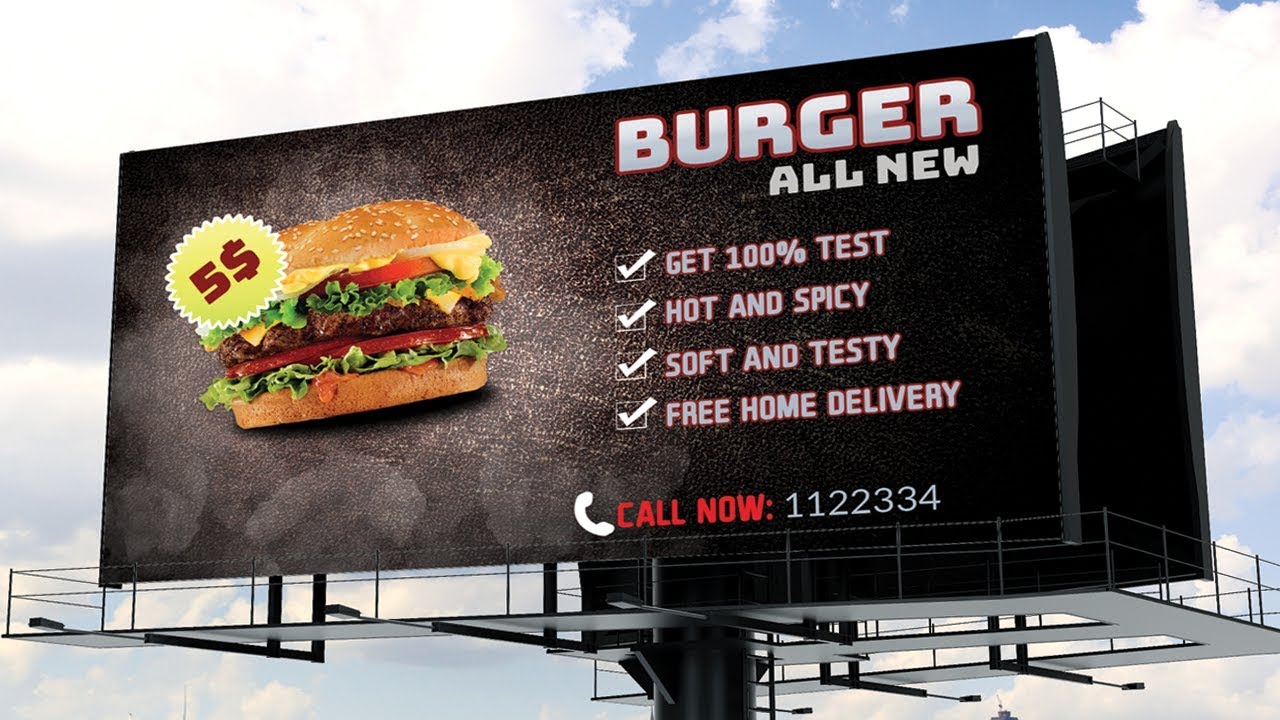 BURGER
ALL NEW
5$
GET 100% TEST
HOT AND SPICY
SOFT AND TESTY
FREE HOME DELIVERY
CALL NOW: 1122334